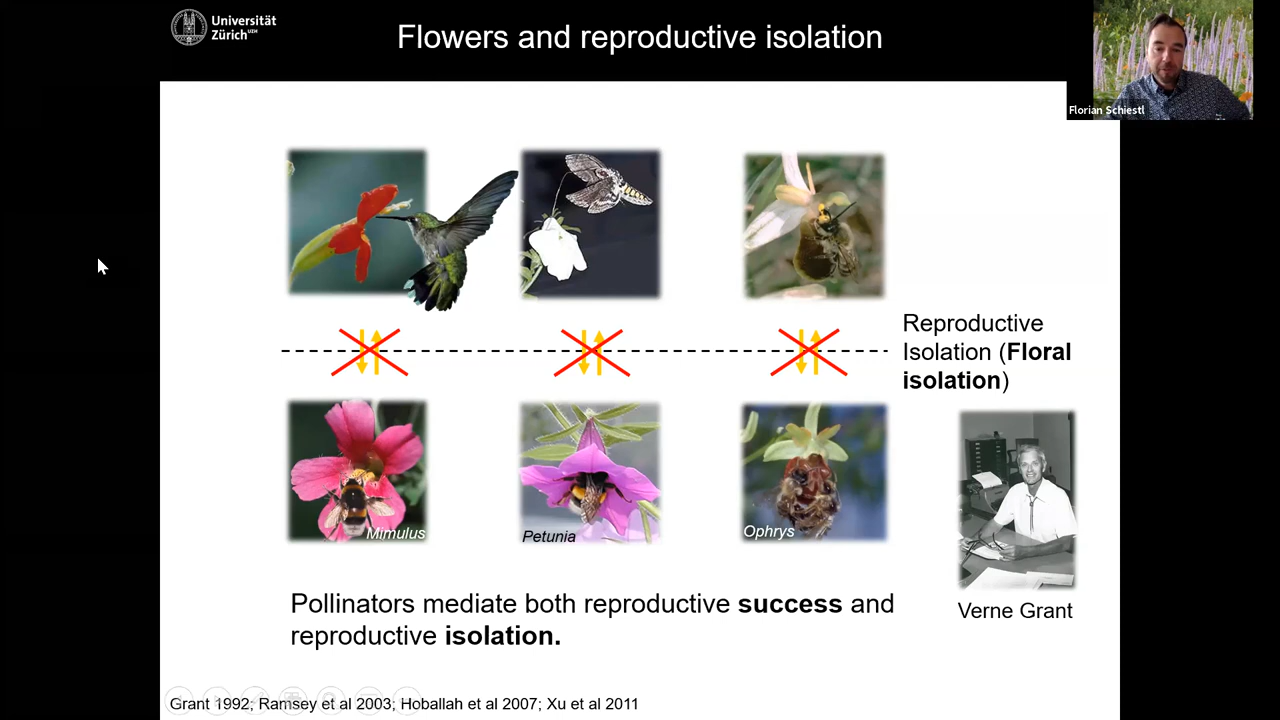 Universität
Zürich UZH
Flowers and reproductive isolation
Florian Schiestl
Reproductive
Isolation (Floral
isolation)
Mimulus
Petunia
Ophrys
Verne Grant
Pollinators mediate both reproductive success and
reproductive isolation.
Grant 1992; Ramsey et al 2003; Hoballah et al 2007; Xu et al 2011